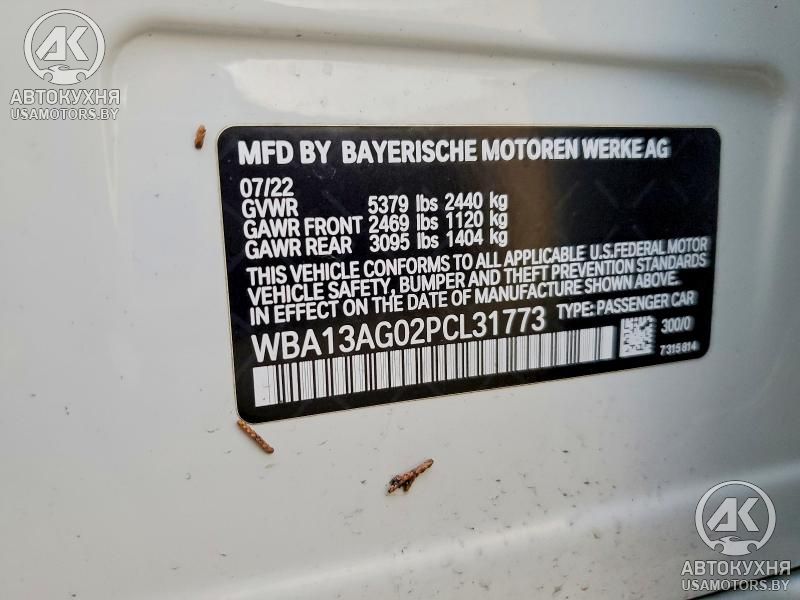 AK
АВТОКУХНЯ
USAMOTORS.BY
MFD BY BAYERISCHE MOTOREN WERKE AG
07/22
GVWR 5379 lbs 2440 kg
GAWR FRONT 2469 lbs 1120 kg
GAWR REAR 3095 lbs 1404 kg
THIS VEHICLE CONFORMS TO ALL APPLICABLE U.S.FEDERAL MOTOR
VEHICLE SAFETY, BUMPER AND THEFT PREVENTION STANDARDS
IN EFFECT ON THE DATE OF MANUFACTURE SHOWN ABOVE.
WBA13AG02PCL31773 TYPE: PASSENGER CAR
300/0
7315814
AK
АВТОКУХНЯ
USAMOTORS.BY